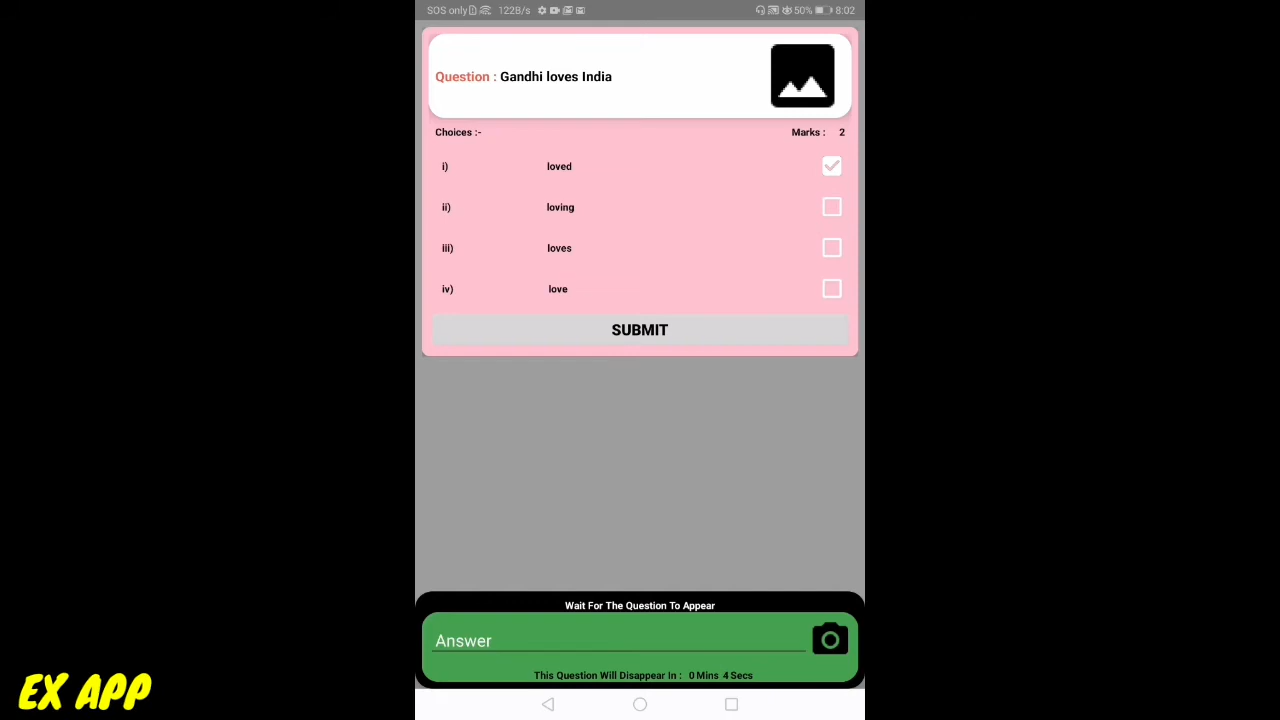 SOS only 122B/s 50% 8:02
Question : Gandhi loves India
Choices :- Marks : 2
i) loved
ii) loving
iii) loves
iv) love
SUBMIT
Wait For The Question To Appear
Answer
This Question Will Disappear In : 0 Mins 4 Secs
EX APP